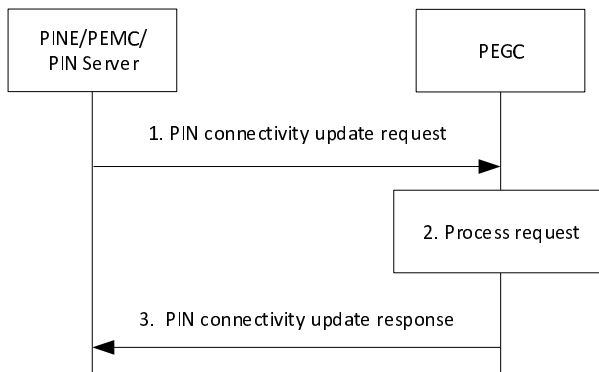 PINE/PEMC/
PIN Server
PEGC
1. PIN connectivity update request
2. Process request
3. PIN connectivity update response